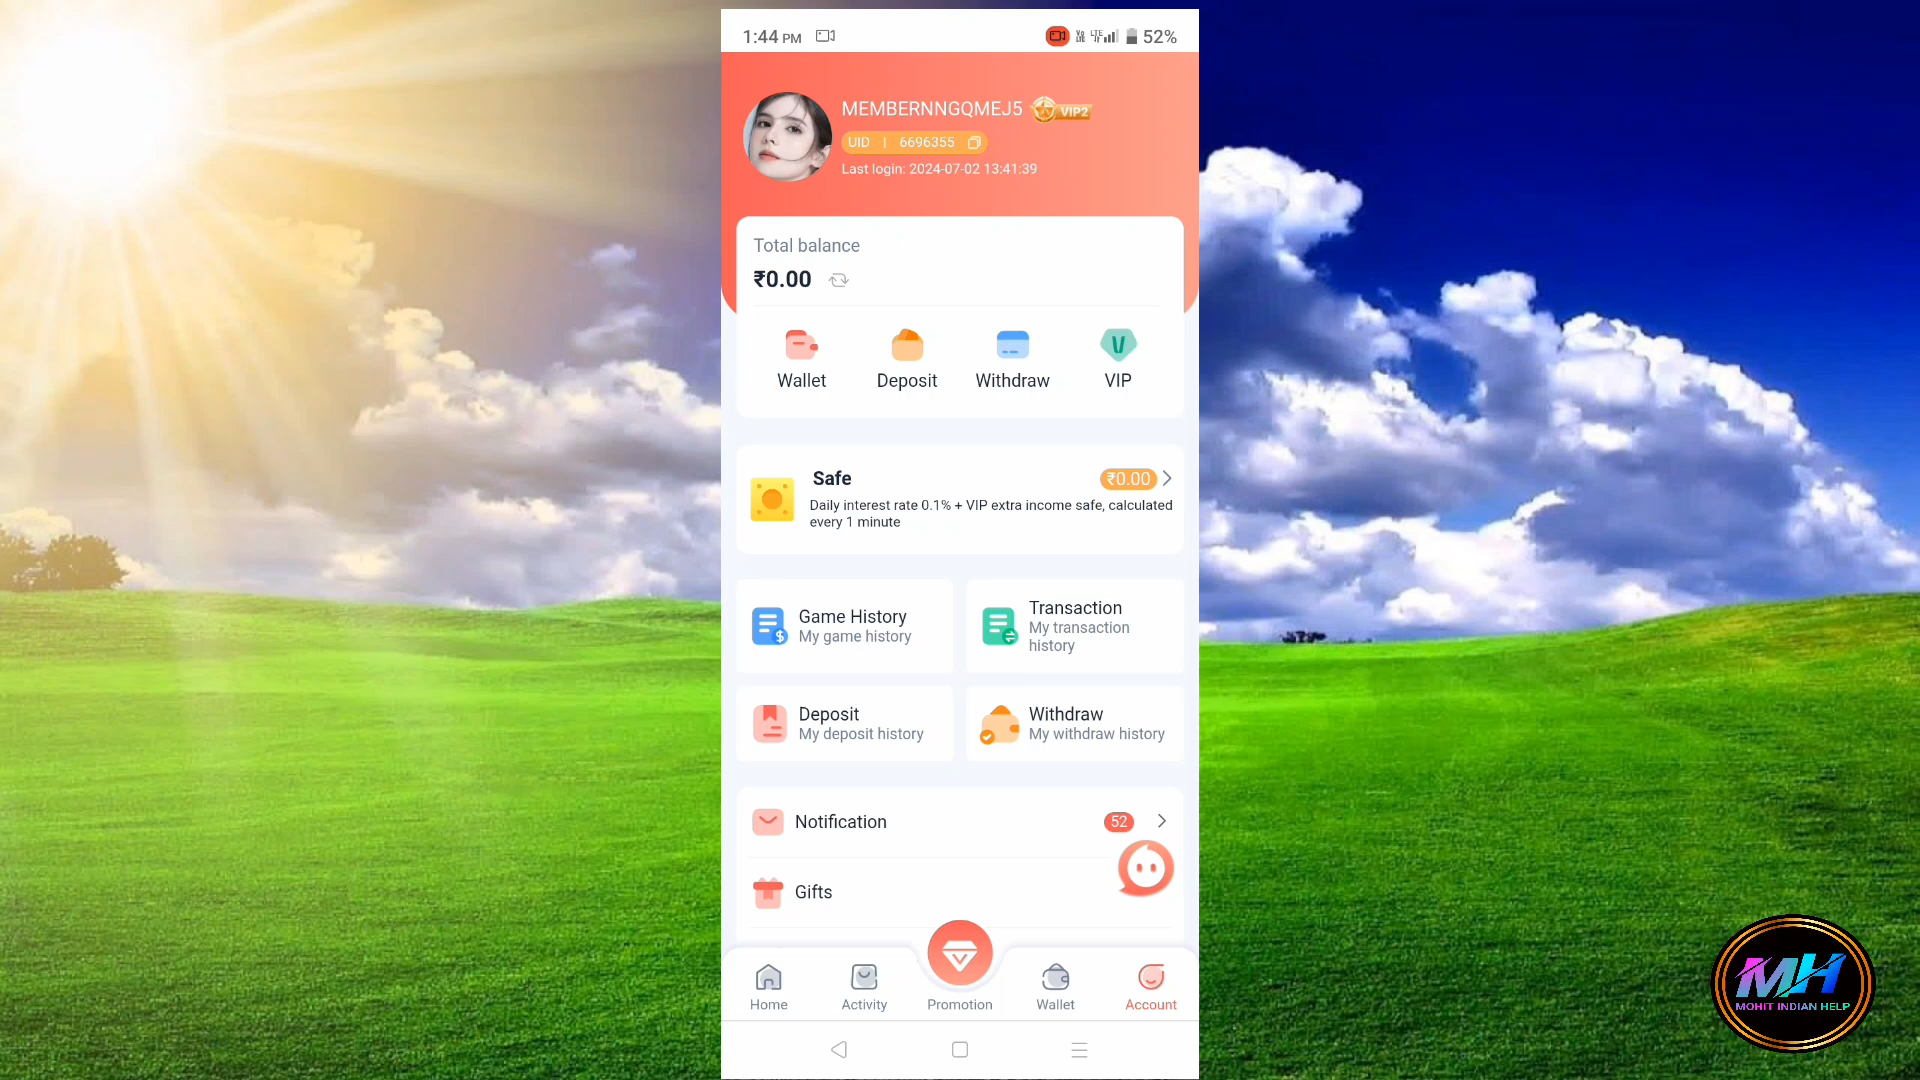 1:44 PM
VoLTE LTE 52%
MEMBERNNGQMEJ5 VIP2
UID | 6696355
Last login: 2024-07-02 13:41:39
Total balance
₹0.00
Wallet Deposit Withdraw VIP
Safe ₹0.00
Daily interest rate 0.1% + VIP extra income safe, calculated
every 1 minute
Game History
My game history
Transaction
My transaction
history
Deposit
My deposit history
Withdraw
My withdraw history
Notification 52
Gifts
Home Activity Promotion Wallet Account
MH
MOHIT INDIAN HELP